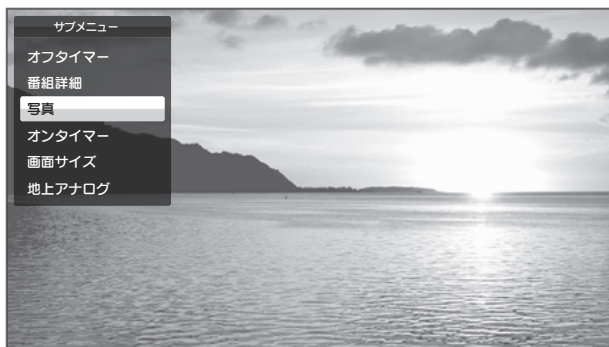 サブメニュー
オフタイマー
番組詳細
写真
オンタイマー
画面サイズ
地上アナログ